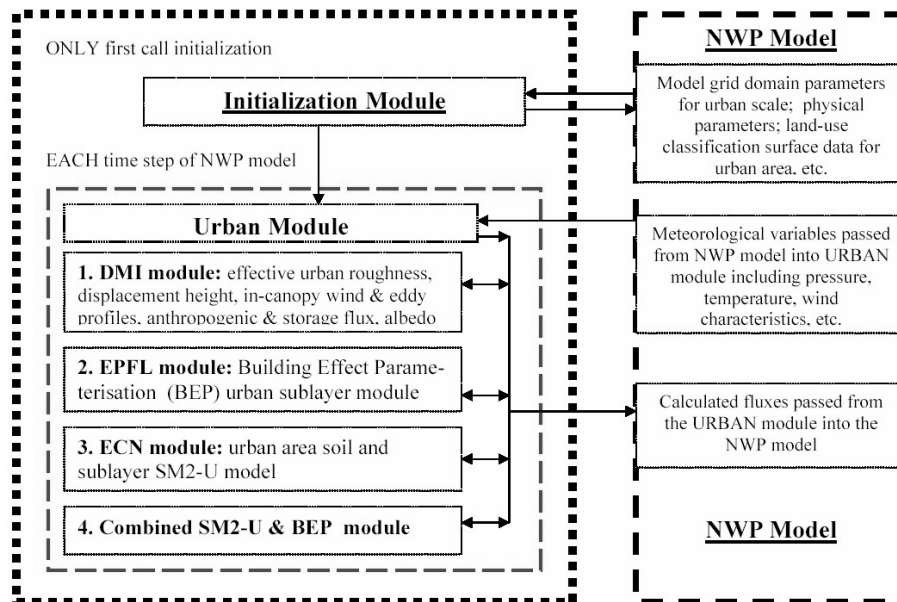 ONLY first call initialization
Initialization Module
EACH time step of NWP model
Urban Module
1. DMI module: effective urban roughness,
displacement height, in-canopy wind & eddy
profiles, anthropogenic & storage flux, albedo
2. EPFL module: Building Effect Parame-
terisation (BEP) urban sublayer module
3. ECN module: urban area soil and
sublayer SM2-U model
4. Combined SM2-U & BEP module
NWP Model
Model grid domain parameters
for urban scale; physical
parameters; land-use
classification surface data for
urban area, etc.
Meteorological variables passed
from NWP model into URBAN
module including pressure,
temperature, wind
characteristics, etc.
Calculated fluxes passed from
the URBAN module into the
NWP model
NWP Model